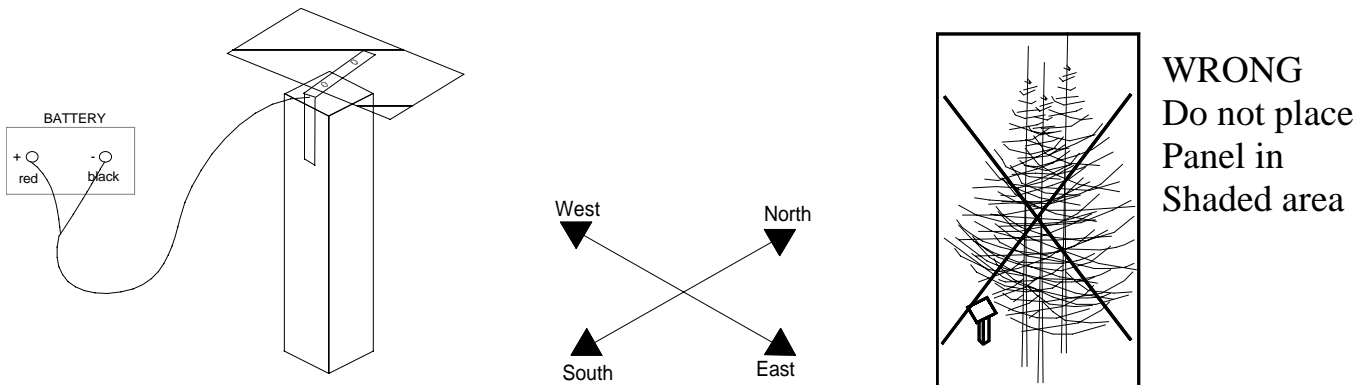 BATTERY
+ -
red black
West North
South East
WRONG
Do not place
Panel in
Shaded area